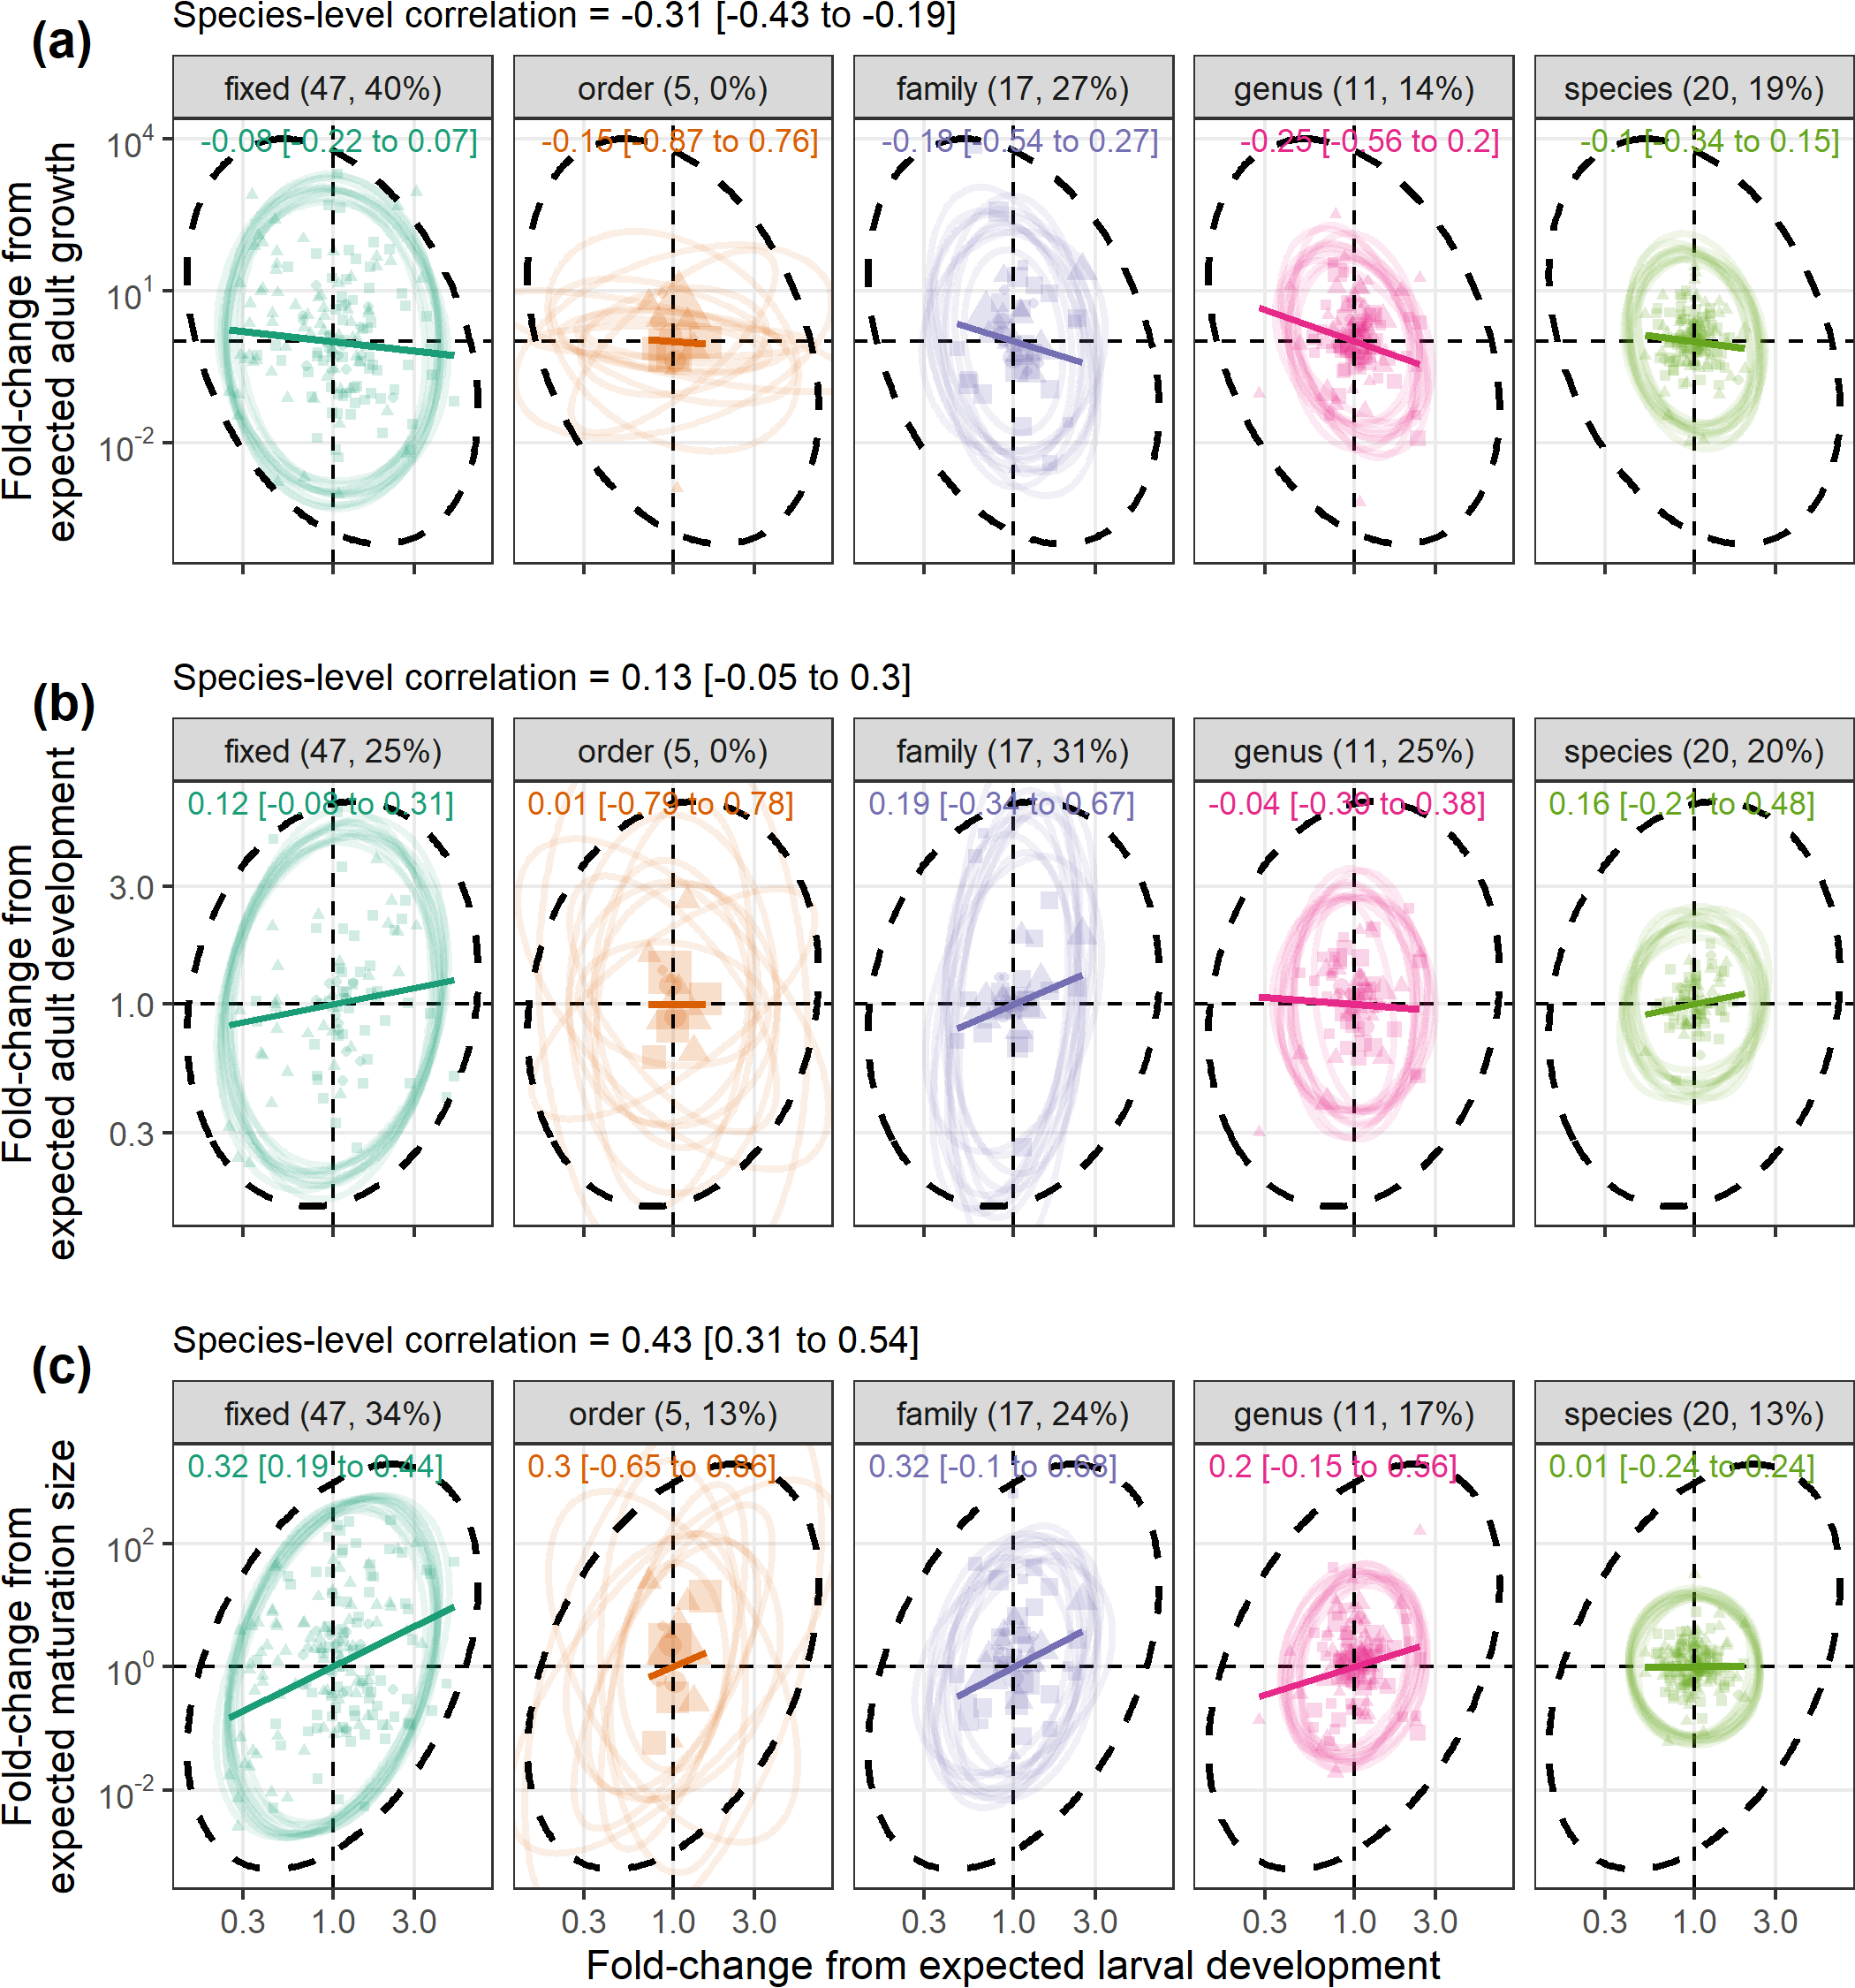 (a)
Species-level correlation = -0.31 [-0.43 to -0.19]
fixed (47, 40%)
order (5, 0%)
family (17, 27%)
genus (11, 14%)
species (20, 19%)
-0.08 [-0.22 to 0.07]
-0.15 [-0.87 to 0.76]
-0.18 [-0.54 to 0.27]
-0.25 [-0.56 to 0.2]
-0.1 [-0.34 to 0.15]
Fold-change from
expected adult growth
10⁴
10¹
10⁻²
(b)
Species-level correlation = 0.13 [-0.05 to 0.3]
fixed (47, 25%)
order (5, 0%)
family (17, 31%)
genus (11, 25%)
species (20, 20%)
0.12 [-0.08 to 0.31]
0.01 [-0.79 to 0.78]
0.19 [-0.34 to 0.67]
-0.04 [-0.39 to 0.38]
0.16 [-0.21 to 0.48]
Fold-change from
expected adult development
3.0
1.0
0.3
(c)
Species-level correlation = 0.43 [0.31 to 0.54]
fixed (47, 34%)
order (5, 13%)
family (17, 24%)
genus (11, 17%)
species (20, 13%)
0.32 [0.19 to 0.44]
0.3 [-0.65 to 0.86]
0.32 [-0.1 to 0.68]
0.2 [-0.15 to 0.56]
0.01 [-0.24 to 0.24]
Fold-change from
expected maturation size
10²
10⁰
10⁻²
0.3 1.0 3.0
0.3 1.0 3.0
0.3 1.0 3.0
0.3 1.0 3.0
0.3 1.0 3.0
Fold-change from expected larval development